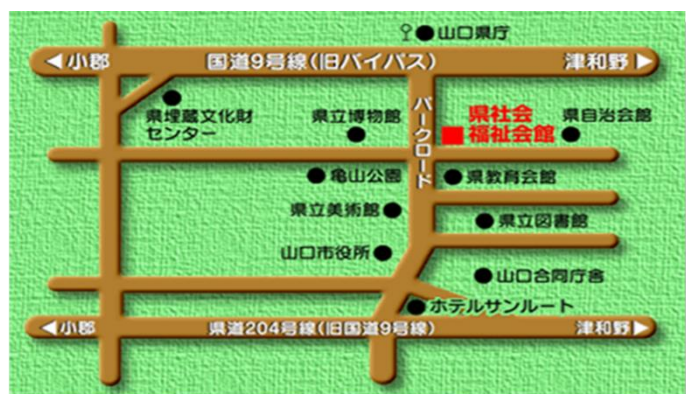 山口県庁
◀小郡
国道9号線(旧バイパス)
津和野▶
県埋蔵文化財
センター
県立博物館
パークロード
県社会
福祉会館
県自治会館
亀山公園
県教育会館
県立美術館
県立図書館
山口市役所
山口合同庁舎
ホテルサンルート
◀小郡
県道204号線(旧国道9号線)
津和野▶